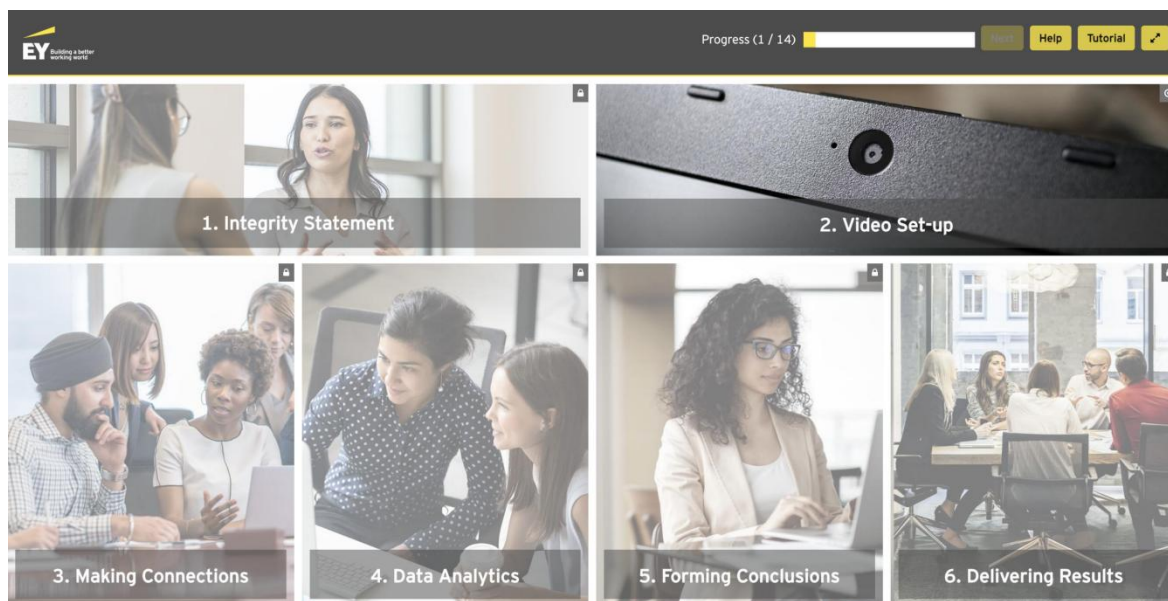 EY Building a better
working world
Progress (1 / 14)
Next
Help
Tutorial
1. Integrity Statement
2. Video Set-up
3. Making Connections
4. Data Analytics
5. Forming Conclusions
6. Delivering Results